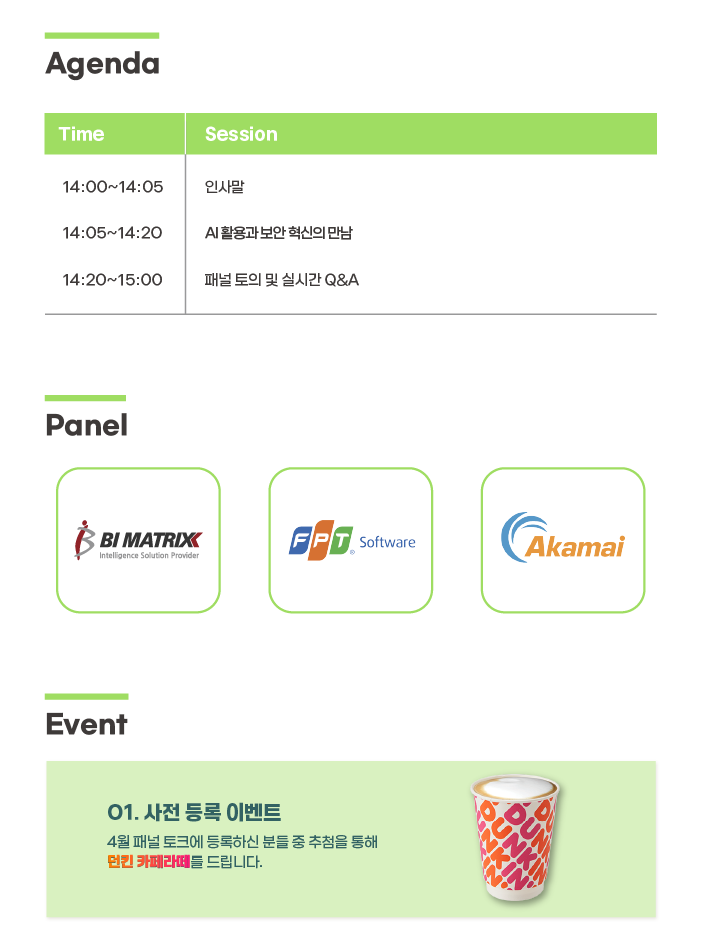 Agenda
Time Session
14:00~14:05 인사말
14:05~14:20 AI 활용과 보안 혁신의 만남
14:20~15:00 패널 토의 및 실시간 Q&A
Panel
BI MATRIX
Intelligence Solution Provider
FPT® Software
Akamai
Event
01. 사전 등록 이벤트
4월 패널 토크에 등록하신 분들 중 추첨을 통해
던킨 카페라떼를 드립니다.
DUNKIN'